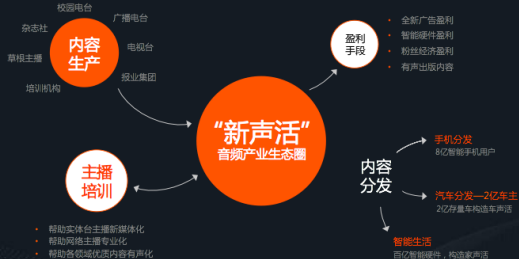 校园电台
广播电台
杂志社
内容
生产
电视台
草根主播
报业集团
培训机构
盈利
手段
• 全新广告盈利
• 智能硬件盈利
• 粉丝经济盈利
• 有声出版内容
“新声活”
音频产业生态圈
主播
培训
• 帮助实体台主播新媒体化
• 帮助网络主播专业化
• 帮助各领域优质内容有声化
内容
分发
手机分发
8亿智能手机用户
汽车分发—2亿车主
2亿存量车构造车声活
智能生活
百亿智能硬件，构造家声活